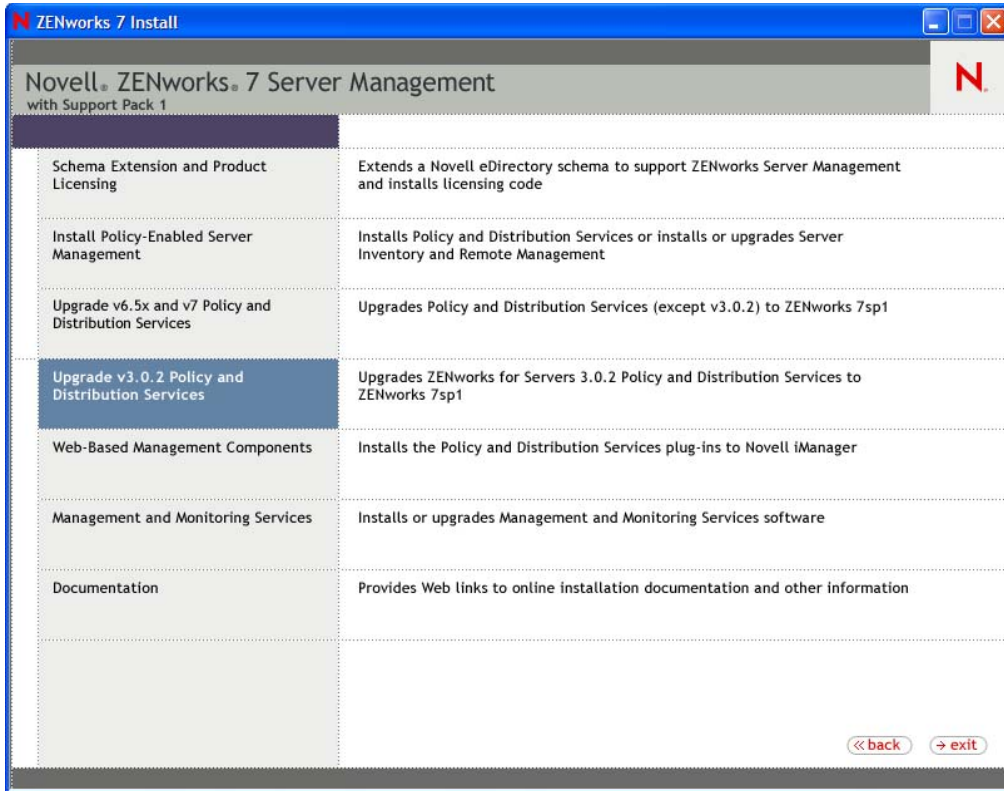 ZENworks 7 Install
Novell® ZENworks® 7 Server Management
with Support Pack 1
N
Schema Extension and Product
Licensing
Extends a Novell eDirectory schema to support ZENworks Server Management
and installs licensing code
Install Policy-Enabled Server
Management
Installs Policy and Distribution Services or installs or upgrades Server
Inventory and Remote Management
Upgrade v6.5x and v7 Policy and
Distribution Services
Upgrades Policy and Distribution Services (except v3.0.2) to ZENworks 7sp1
Upgrade v3.0.2 Policy and
Distribution Services
Upgrades ZENworks for Servers 3.0.2 Policy and Distribution Services to
ZENworks 7sp1
Web-Based Management Components
Installs the Policy and Distribution Services plug-ins to Novell iManager
Management and Monitoring Services
Installs or upgrades Management and Monitoring Services software
Documentation
Provides Web links to online installation documentation and other information
« back
→ exit